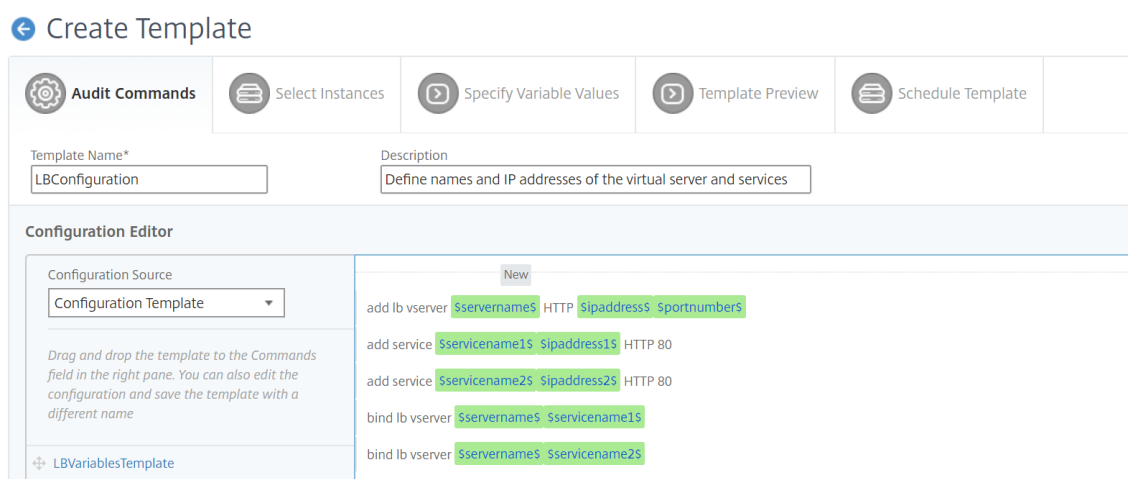 Create Template
Audit Commands
Select Instances
Specify Variable Values
Template Preview
Schedule Template
Template Name*
Description
LBConfiguration
Define names and IP addresses of the virtual server and services
Configuration Editor
Configuration Source
Configuration Template
Drag and drop the template to the Commands
field in the right pane. You can also edit the
configuration and save the template with a
different name
LBVariablesTemplate
New
add lb vserver $servername$ HTTP $ipaddress$ $portnumber$
add service $servicename1$ $ipaddress1$ HTTP 80
add service $servicename2$ $ipaddress2$ HTTP 80
bind lb vserver $servername$ $servicename1$
bind lb vserver $servername$ $servicename2$